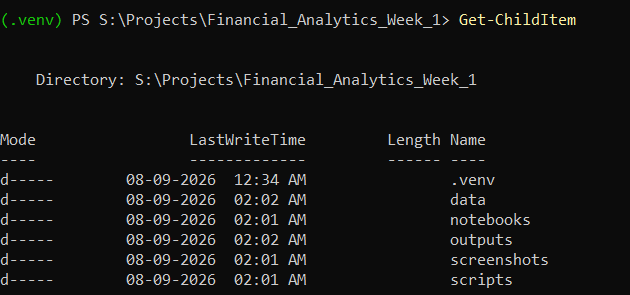 (.venv) PS S:\Projects\Financial_Analytics_Week_1> Get-ChildItem
Directory: S:\Projects\Financial_Analytics_Week_1
Mode LastWriteTime Length Name
---- ------------- ------ ----
d----- 08-09-2026 12:34 AM .venv
d----- 08-09-2026 02:02 AM data
d----- 08-09-2026 02:01 AM notebooks
d----- 08-09-2026 02:02 AM outputs
d----- 08-09-2026 02:01 AM screenshots
d----- 08-09-2026 02:01 AM scripts